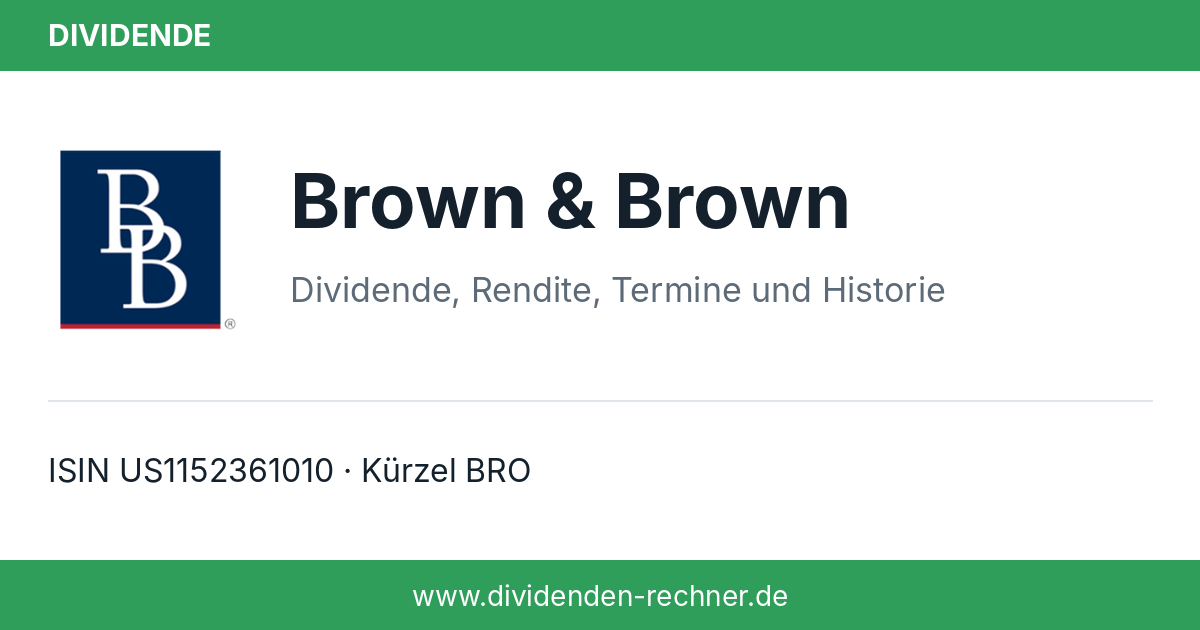 DIVIDENDE
BB®
Brown & Brown
Dividende, Rendite, Termine und Historie
ISIN US1152361010 · Kürzel BRO
www.dividenden-rechner.de